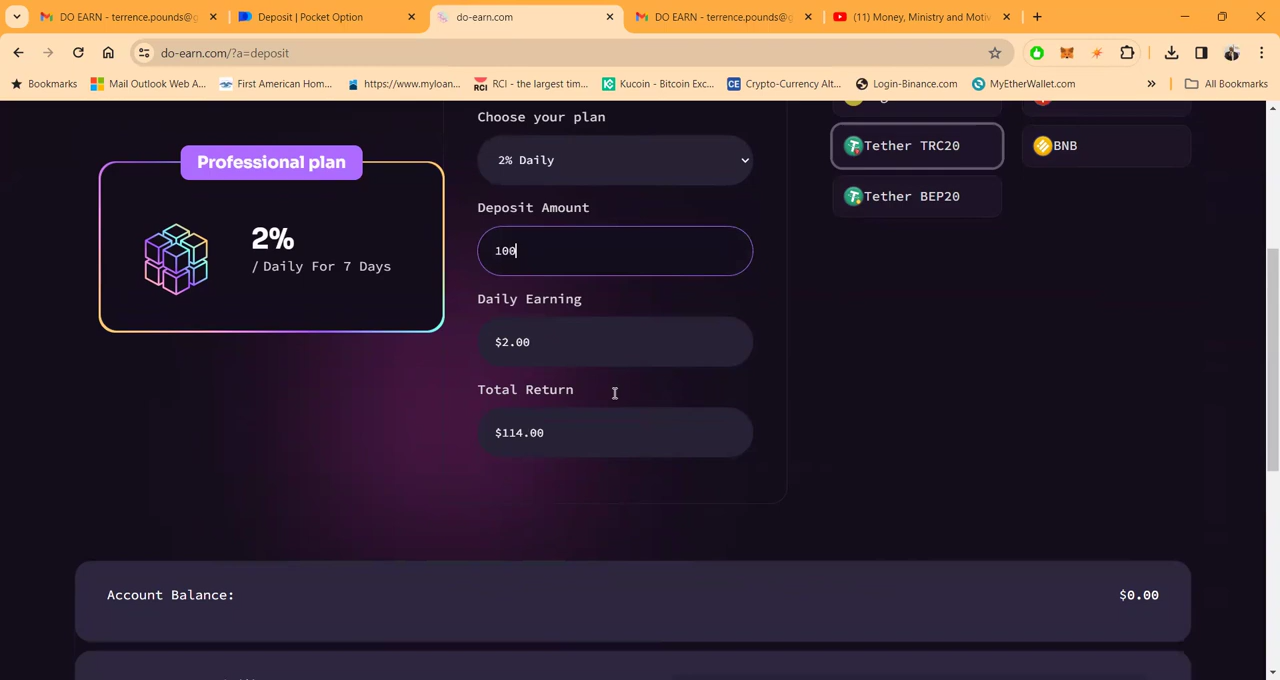 DO EARN - terrence.pounds@g
Deposit | Pocket Option
do-earn.com
DO EARN - terrence.pounds@g
(11) Money, Ministry and Motiv
do-earn.com/?a=deposit
Bookmarks
Mail Outlook Web A...
First American Hom...
https://www.myloan...
RCI - the largest tim...
Kucoin - Bitcoin Exc...
Crypto-Currency Alt...
Login-Binance.com
MyEtherWallet.com
»
All Bookmarks
Choose your plan
2% Daily
Professional plan
2%
/ Daily For 7 Days
Deposit Amount
100
Daily Earning
$2.00
Total Return
$114.00
Tether TRC20
BNB
Tether BEP20
Account Balance:
$0.00